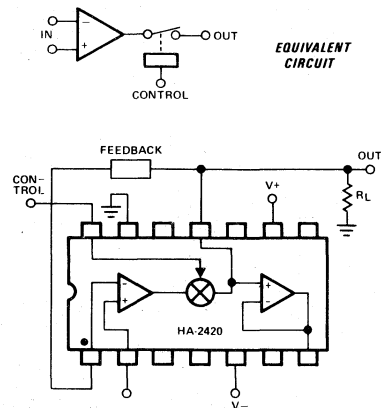 −
IN
+
OUT
CONTROL
EQUIVALENT
CIRCUIT
FEEDBACK
OUT
CON-
TROL
V+
RL
−
+
+
−
HA-2420
V−